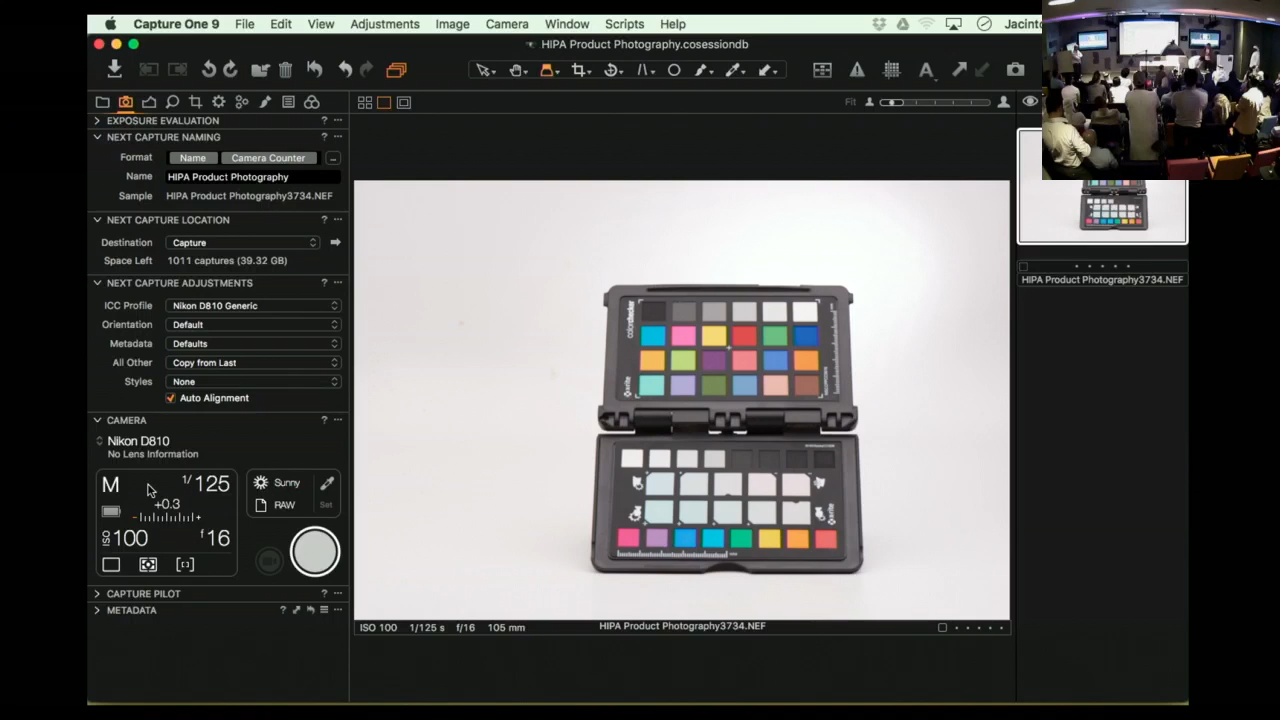 Capture One 9 File Edit View Adjustments Image Camera Window Scripts Help Jacinto
HIPA Product Photography.cosessiondb
Fit
EXPOSURE EVALUATION ? ...
NEXT CAPTURE NAMING ? ...
Format Name Camera Counter ...
Name HIPA Product Photography
Sample HIPA Product Photography3734.NEF
NEXT CAPTURE LOCATION ? ...
Destination Capture
Space Left 1011 captures (39.32 GB)
NEXT CAPTURE ADJUSTMENTS ? ...
ICC Profile Nikon D810 Generic
Orientation Default
Metadata Defaults
All Other Copy from Last
Styles None
Auto Alignment
CAMERA ? ...
Nikon D810
No Lens Information
M 1/125
+0.3
- +
ISO 100 f16
Sunny
RAW Set
CAPTURE PILOT ? ...
METADATA ? ...
colorchecker
x-rite
x-rite
ISO 100 1/125 s f/16 105 mm HIPA Product Photography3734.NEF
HIPA Product Photography3734.NEF